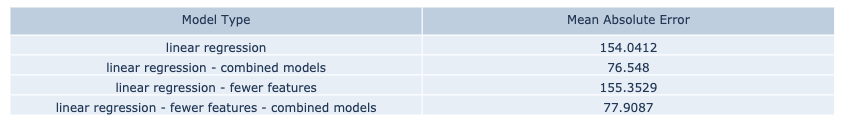 Model Type Mean Absolute Error
linear regression 154.0412
linear regression - combined models 76.548
linear regression - fewer features 155.3529
linear regression - fewer features - combined models 77.9087